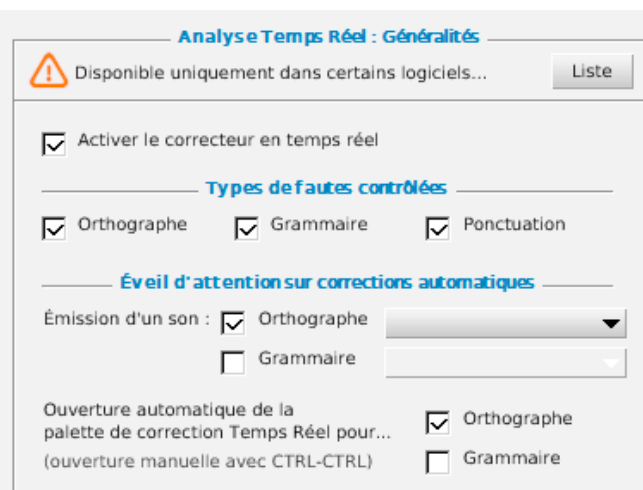 Analyse Temps Réel : Généralités
Disponible uniquement dans certains logiciels... Liste
Activer le correcteur en temps réel
Types de fautes contrôlées
Orthographe Grammaire Ponctuation
Éveil d'attention sur corrections automatiques
Émission d'un son : Orthographe
Grammaire
Ouverture automatique de la
palette de correction Temps Réel pour... Orthographe
(ouverture manuelle avec CTRL-CTRL) Grammaire